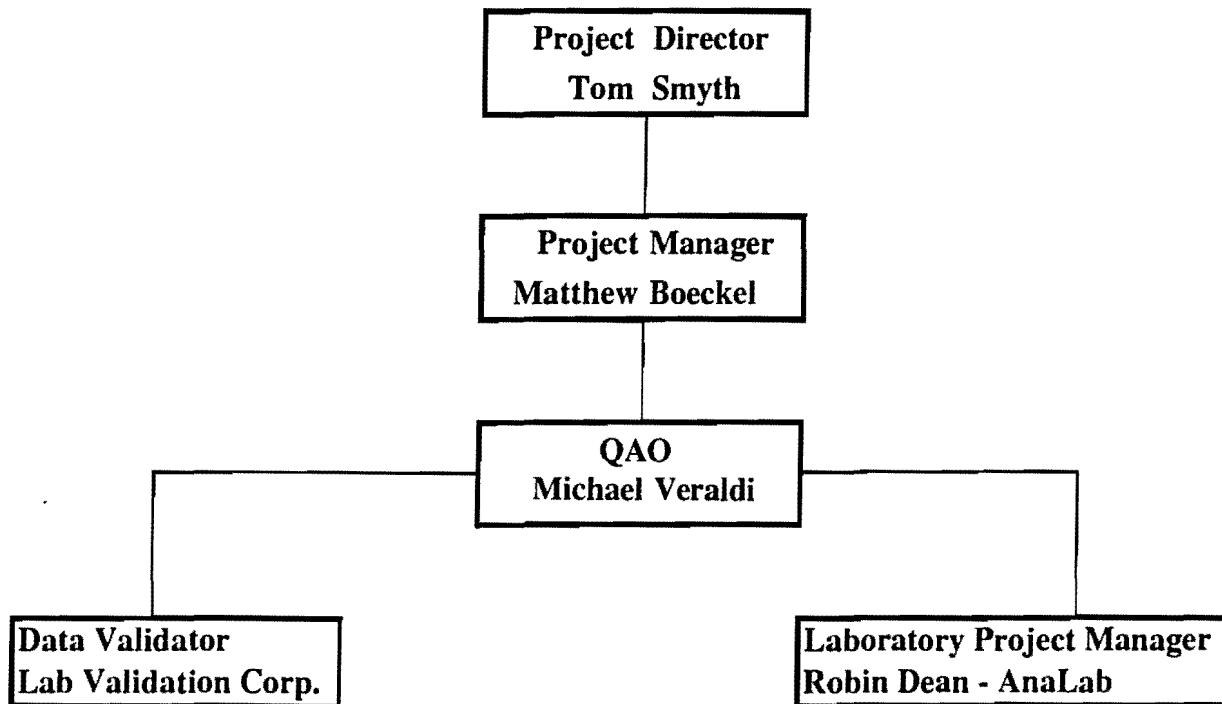 Project Director
Tom Smyth
Project Manager
Matthew Boeckel
QAO
Michael Veraldi
Data Validator
Lab Validation Corp.
Laboratory Project Manager
Robin Dean - AnaLab